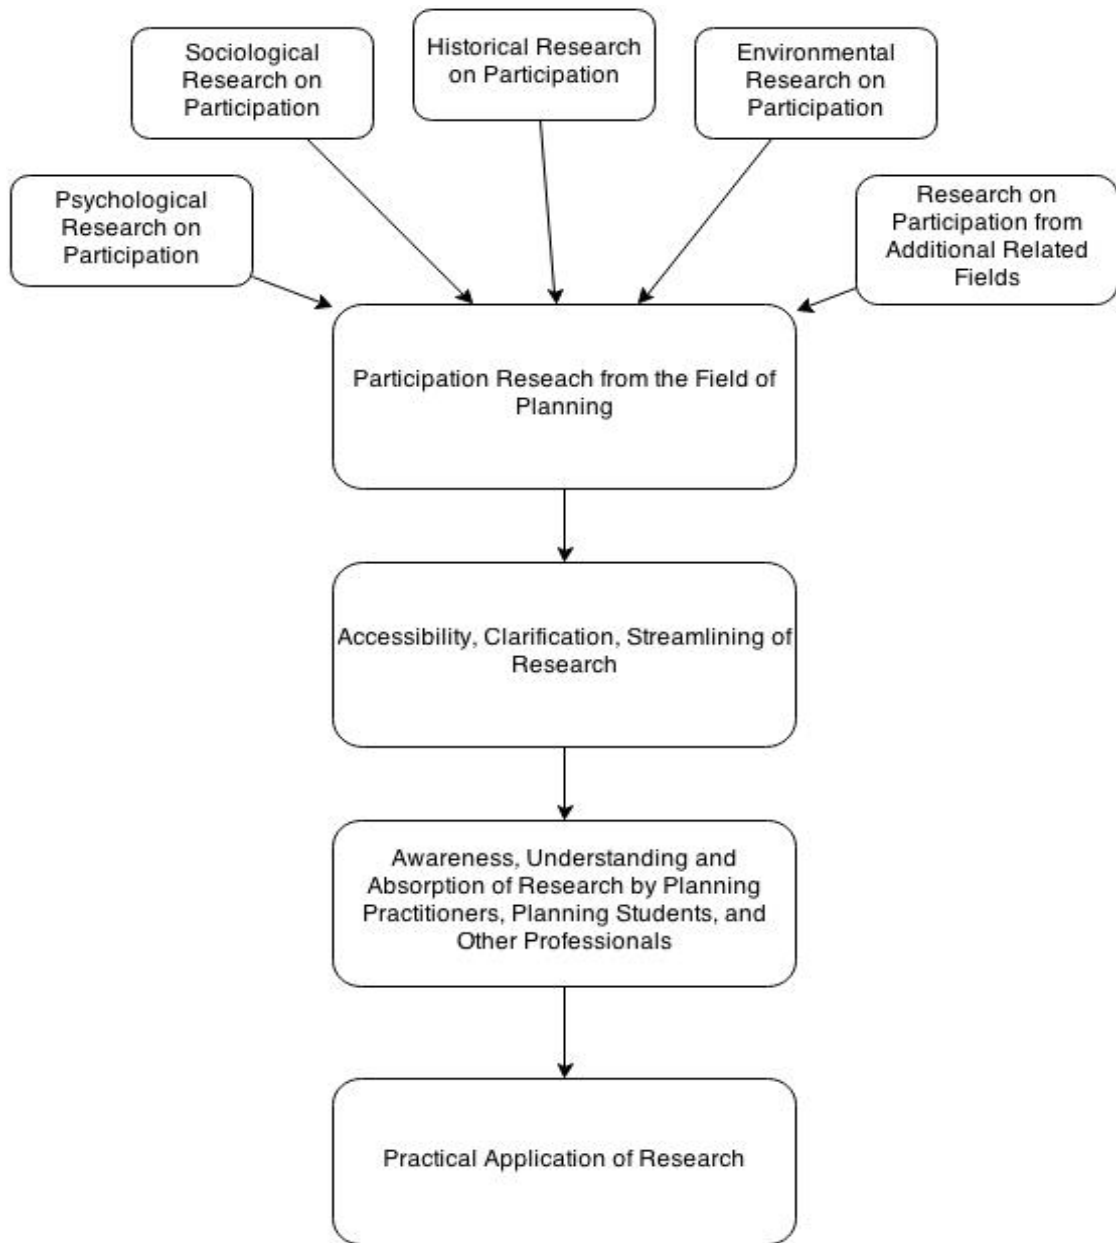 Sociological
Research on
Participation
Historical Research
on Participation
Environmental
Research on
Participation
Psychological
Research on
Participation
Research on
Participation from
Additional Related
Fields
Participation Reseach from the Field of
Planning
Accessibility, Clarification, Streamlining of
Research
Awareness, Understanding and
Absorption of Research by Planning
Practitioners, Planning Students, and
Other Professionals
Practical Application of Research